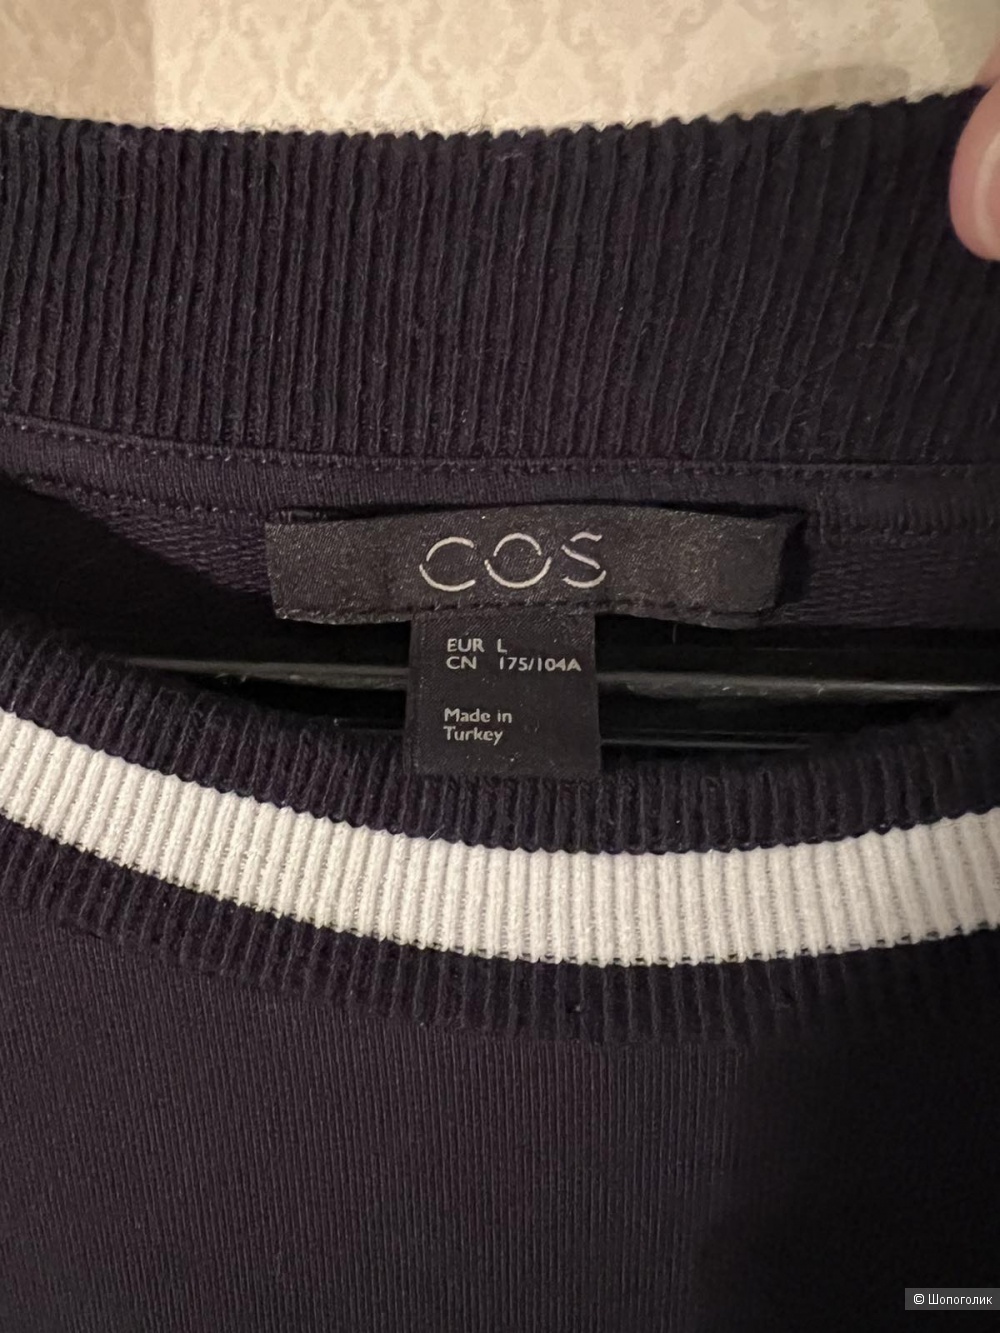 COS
EUR L
CN 175/104A
Made in
Turkey
© Шопоголик